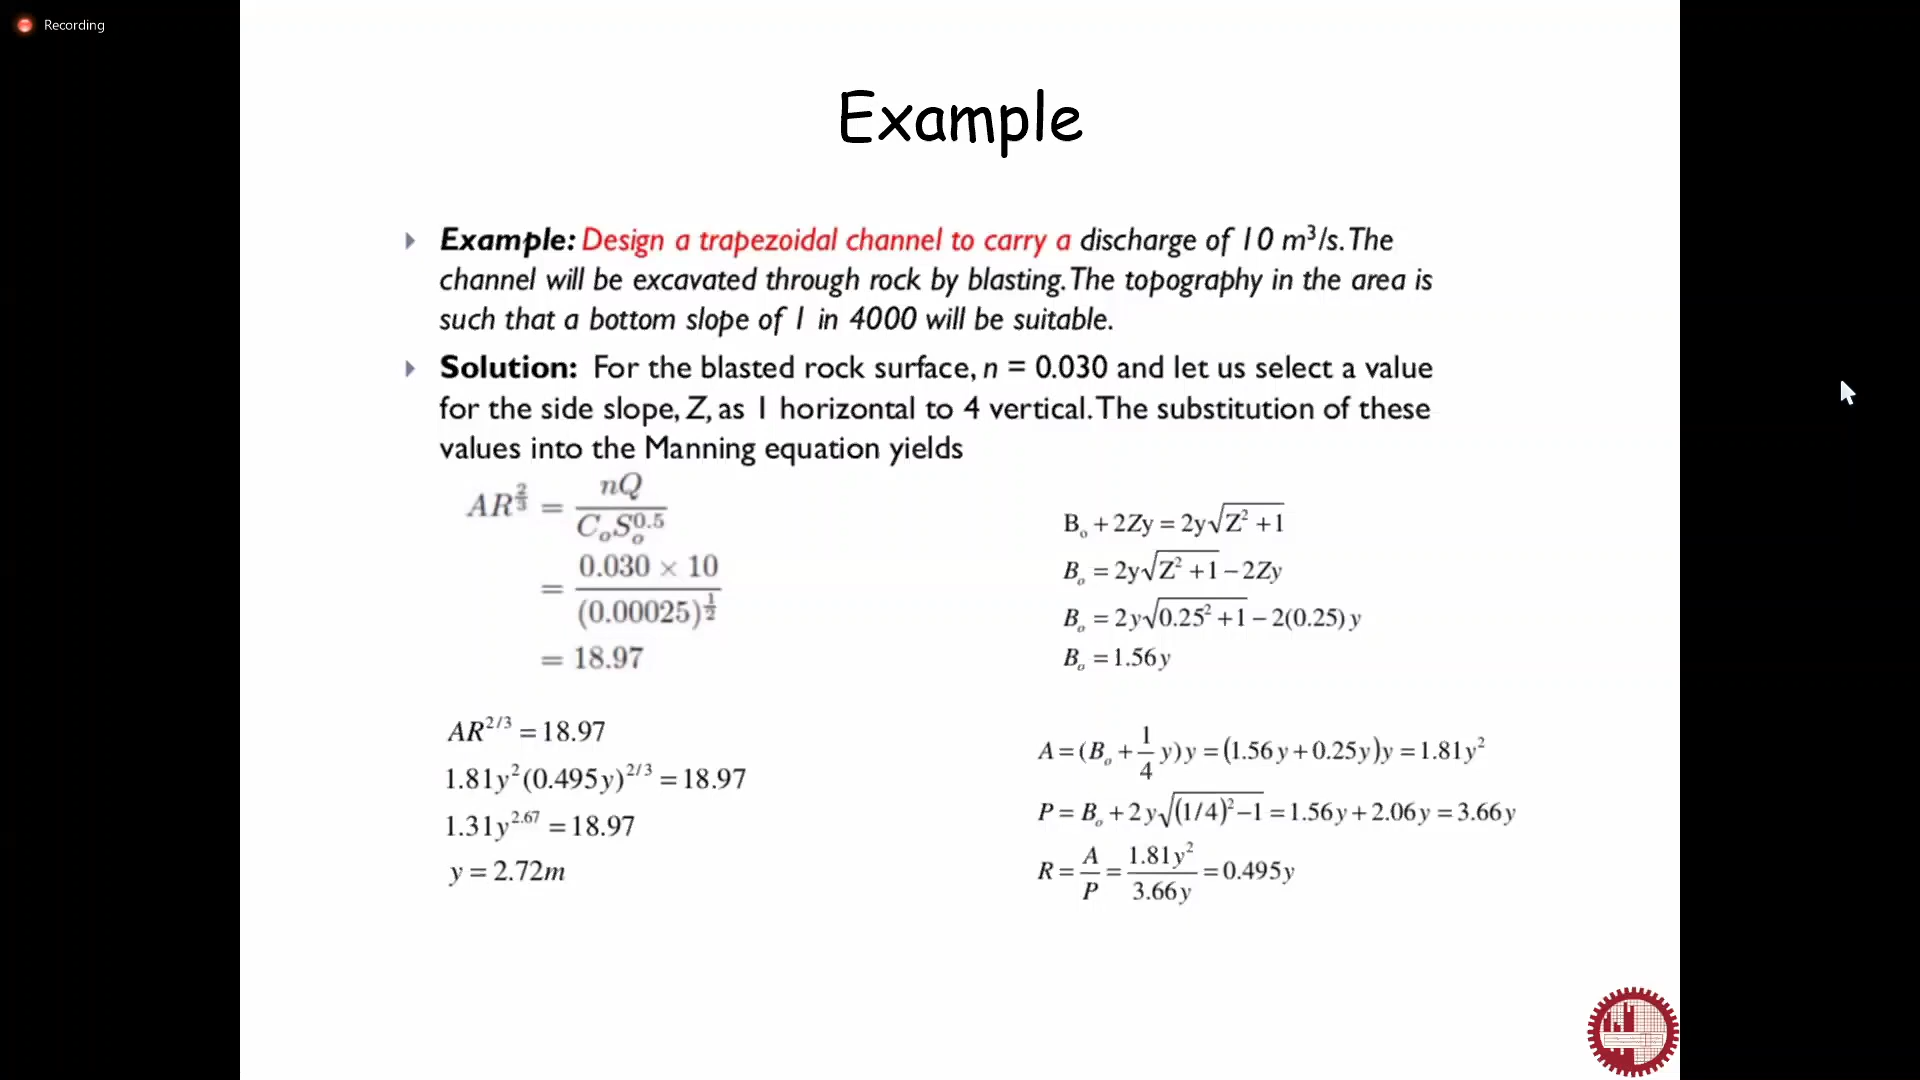 Recording
Example
Example: Design a trapezoidal channel to carry a discharge of 10 m³/s. The
channel will be excavated through rock by blasting. The topography in the area is
such that a bottom slope of 1 in 4000 will be suitable.
Solution: For the blasted rock surface, n = 0.030 and let us select a value
for the side slope, Z, as 1 horizontal to 4 vertical. The substitution of these
values into the Manning equation yields
AR^{2/3} = nQ / (C_o S_o^{0.5})
= (0.030 × 10) / (0.00025)^{1/2}
= 18.97
B_o + 2Zy = 2y√(Z² + 1)
B_o = 2y√(Z² + 1) − 2Zy
B_o = 2y√(0.25² + 1) − 2(0.25)y
B_o = 1.56y
AR^{2/3} = 18.97
1.81y²(0.495y)^{2/3} = 18.97
1.31y^{2.67} = 18.97
y = 2.72m
A = (B_o + 1/4 y)y = (1.56y + 0.25y)y = 1.81y²
P = B_o + 2y√((1/4)² − 1) = 1.56y + 2.06y = 3.66y
R = A/P = 1.81y²/3.66y = 0.495y